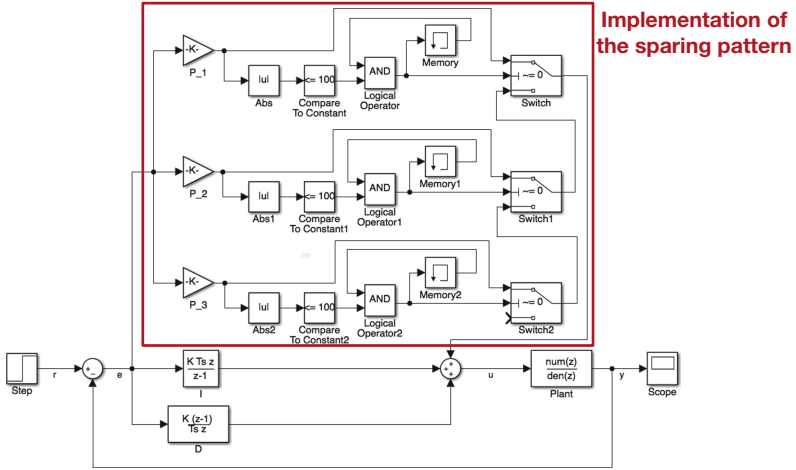 Implementation of
the sparing pattern
-K-
P_1
|u|
Abs
<= 100
Compare
To Constant
AND
Logical
Operator
Memory
~= 0
Switch
-K-
P_2
|u|
Abs1
<= 100
Compare
To Constant1
AND
Logical
Operator1
Memory1
~= 0
Switch1
-K-
P_3
|u|
Abs2
<= 100
Compare
To Constant2
AND
Logical
Operator2
Memory2
~= 0
Switch2
Step
r
+
−
e
K Ts z
z-1
I
K (z-1)
Ts z
D
+
+
+
u
num(z)
den(z)
Plant
y
Scope